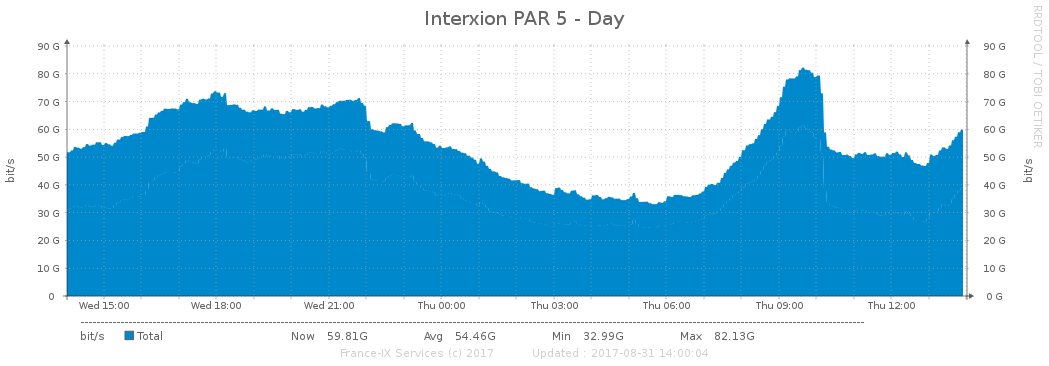 Interxion PAR 5 - Day
RRDTOOL / TOBI OETIKER
bit/s
90 G 90 G
80 G 80 G
70 G 70 G
60 G 60 G
50 G 50 G
40 G 40 G
30 G 30 G
20 G 20 G
10 G 10 G
0 0 G
bit/s
Wed 15:00 Wed 18:00 Wed 21:00 Thu 00:00 Thu 03:00 Thu 06:00 Thu 09:00 Thu 12:00
bit/s Total Now 59.81G Avg 54.46G Min 32.99G Max 82.13G
France-IX Services (c) 2017 Updated : 2017-08-31 14:00:04